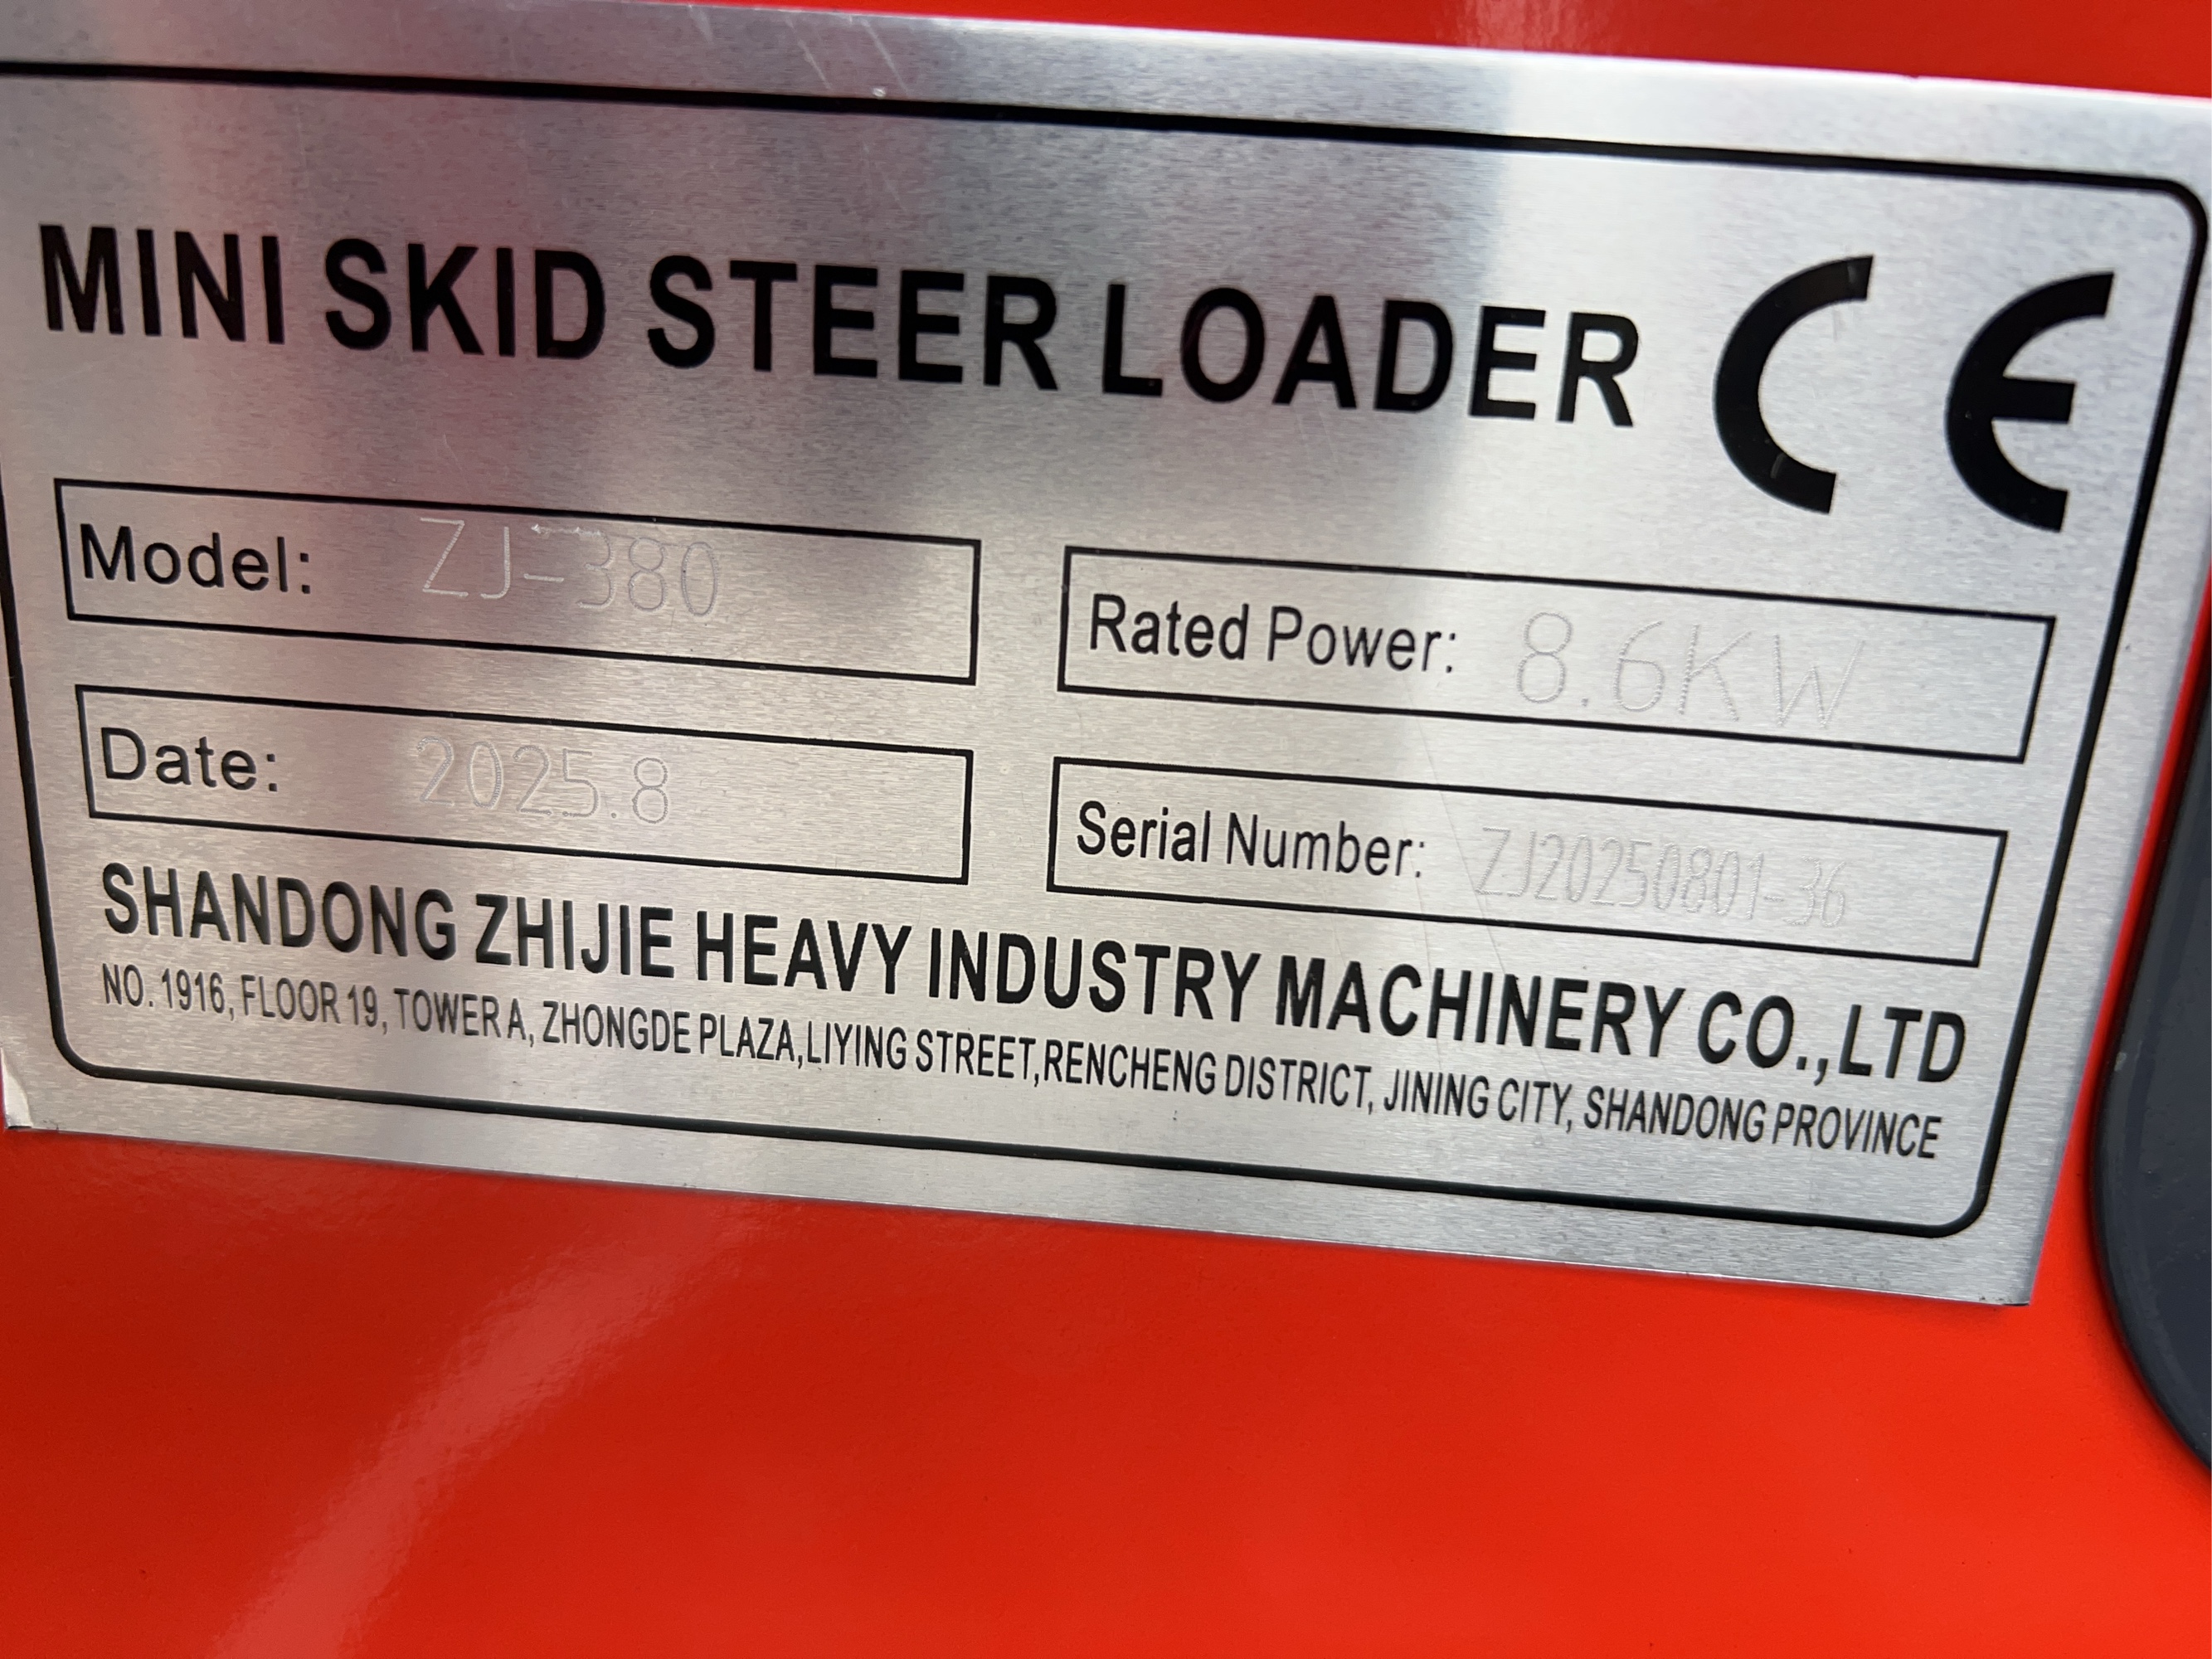 MINI SKID STEER LOADER CE
Model: ZJ-380
Rated Power: 8.6KW
Date: 2025.8
Serial Number: ZJ20250801-36
SHANDONG ZHIJIE HEAVY INDUSTRY MACHINERY CO.,LTD
NO. 1916, FLOOR 19, TOWER A, ZHONGDE PLAZA,LIYING STREET,RENCHENG DISTRICT, JINING CITY, SHANDONG PROVINCE